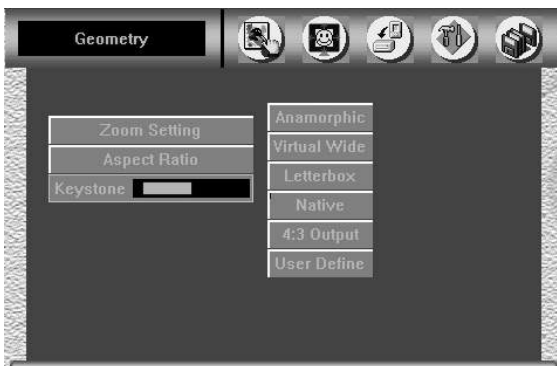 Geometry
Zoom Setting
Aspect Ratio
Keystone
Anamorphic
Virtual Wide
Letterbox
Native
4:3 Output
User Define